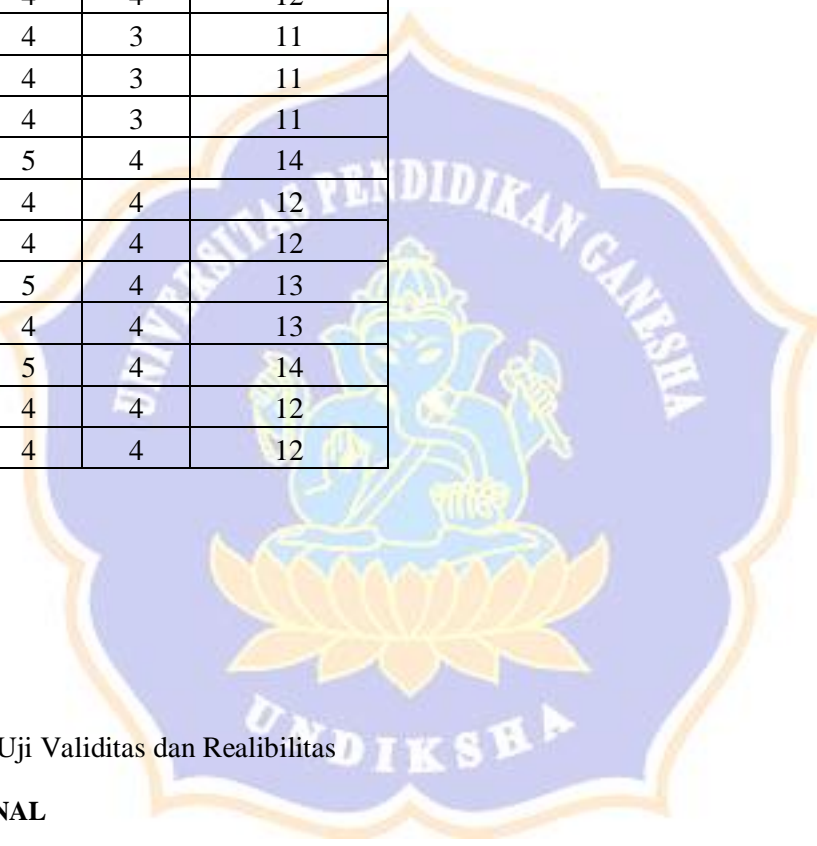 4 4 12
4 3 11
4 3 11
4 3 11
5 4 14
4 4 12
4 4 12
5 4 13
4 4 13
5 4 14
4 4 12
4 4 12
UNIVERSITAS PENDIDIKAN GANESHA
UNDIKSHA
Uji Validitas dan Realibilitas
NAL